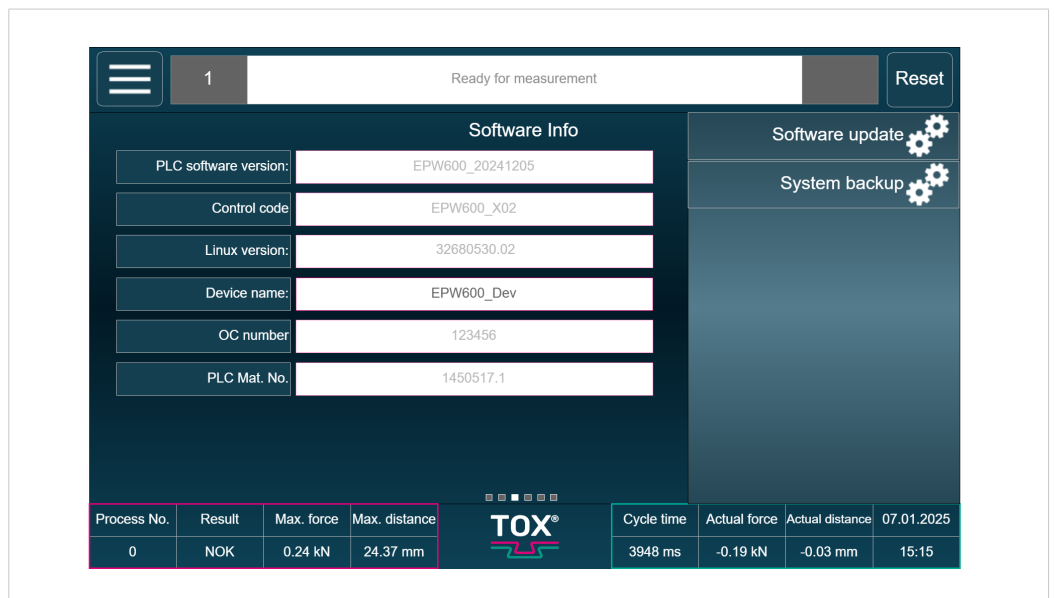 1
Ready for measurement
Reset
Software Info
PLC software version:
EPW600_20241205
Control code
EPW600_X02
Linux version:
32680530.02
Device name:
EPW600_Dev
OC number
123456
PLC Mat. No.
1450517.1
Software update
System backup
Process No.
Result
Max. force
Max. distance
0
NOK
0.24 kN
24.37 mm
TOX®
Cycle time
Actual force
Actual distance
07.01.2025
3948 ms
-0.19 kN
-0.03 mm
15:15